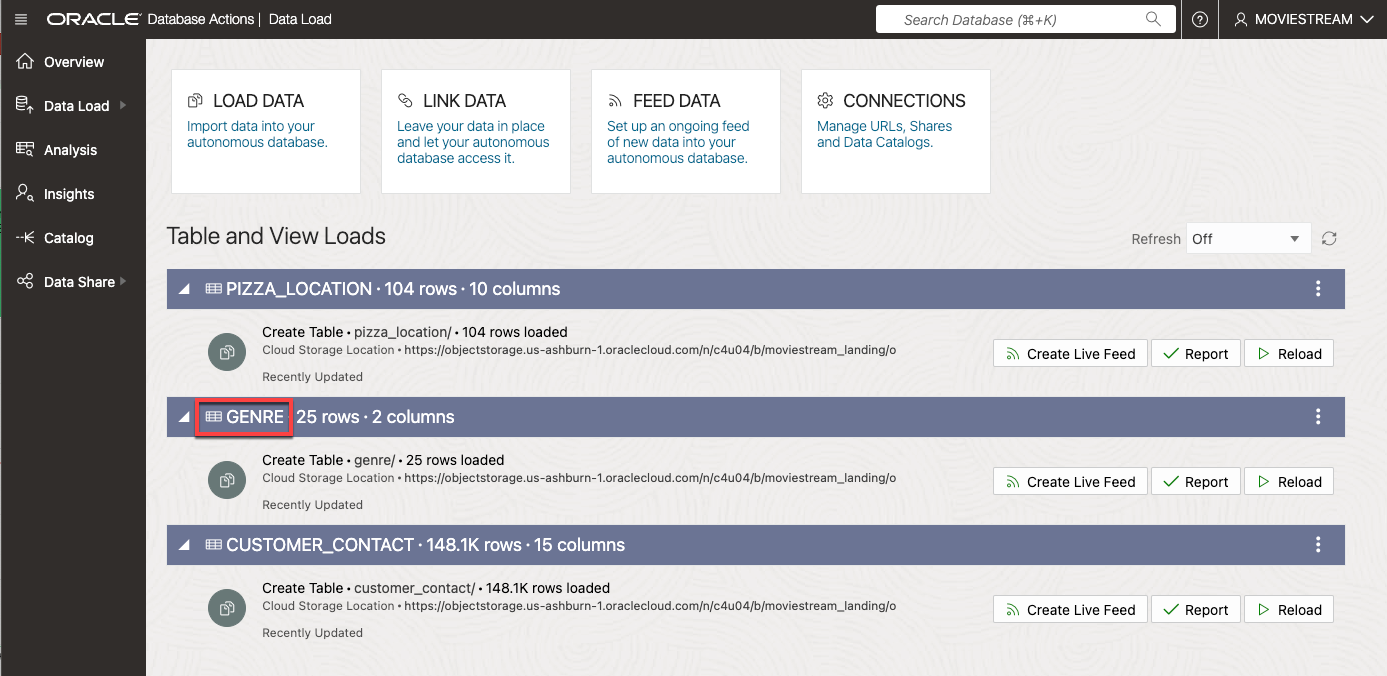 ORACLE Database Actions | Data Load
Search Database (⌘+K)
MOVIESTREAM
Overview
Data Load
Analysis
Insights
Catalog
Data Share
LOAD DATA
Import data into your
autonomous database.
LINK DATA
Leave your data in place
and let your autonomous
database access it.
FEED DATA
Set up an ongoing feed
of new data into your
autonomous database.
CONNECTIONS
Manage URLs, Shares
and Data Catalogs.
Table and View Loads
Refresh Off
PIZZA_LOCATION · 104 rows · 10 columns
Create Table • pizza_location/ • 104 rows loaded
Cloud Storage Location • https://objectstorage.us-ashburn-1.oraclecloud.com/n/c4u04/b/moviestream_landing/o
Recently Updated
Create Live Feed Report Reload
GENRE 25 rows · 2 columns
Create Table • genre/ • 25 rows loaded
Cloud Storage Location • https://objectstorage.us-ashburn-1.oraclecloud.com/n/c4u04/b/moviestream_landing/o
Recently Updated
Create Live Feed Report Reload
CUSTOMER_CONTACT · 148.1K rows · 15 columns
Create Table • customer_contact/ • 148.1K rows loaded
Cloud Storage Location • https://objectstorage.us-ashburn-1.oraclecloud.com/n/c4u04/b/moviestream_landing/o
Recently Updated
Create Live Feed Report Reload